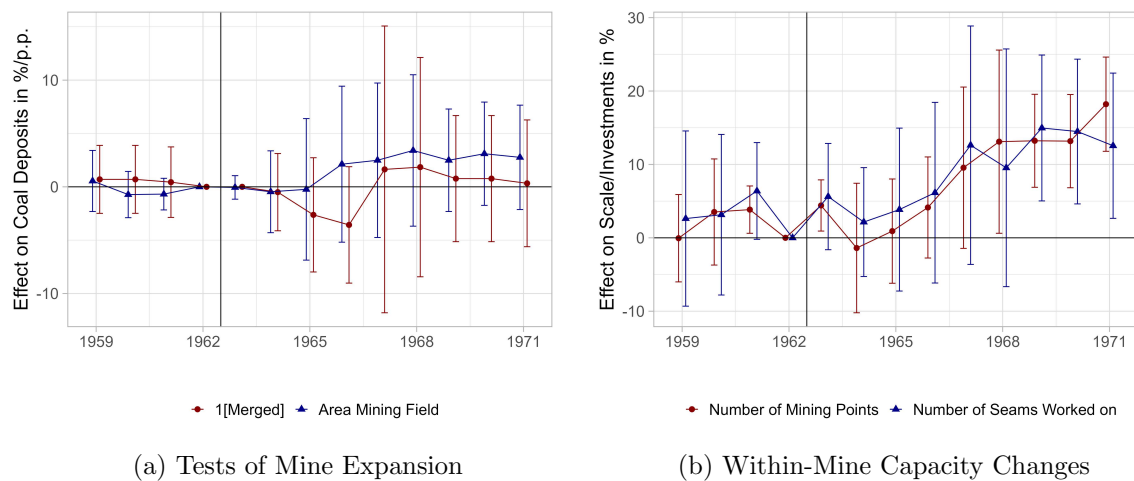 Effect on Coal Deposits in %/p.p.
10
0
-10
1959 1962 1965 1968 1971
1[Merged] Area Mining Field
(a) Tests of Mine Expansion
Effect on Scale/Investments in %
30
20
10
0
-10
1959 1962 1965 1968 1971
Number of Mining Points Number of Seams Worked on
(b) Within-Mine Capacity Changes